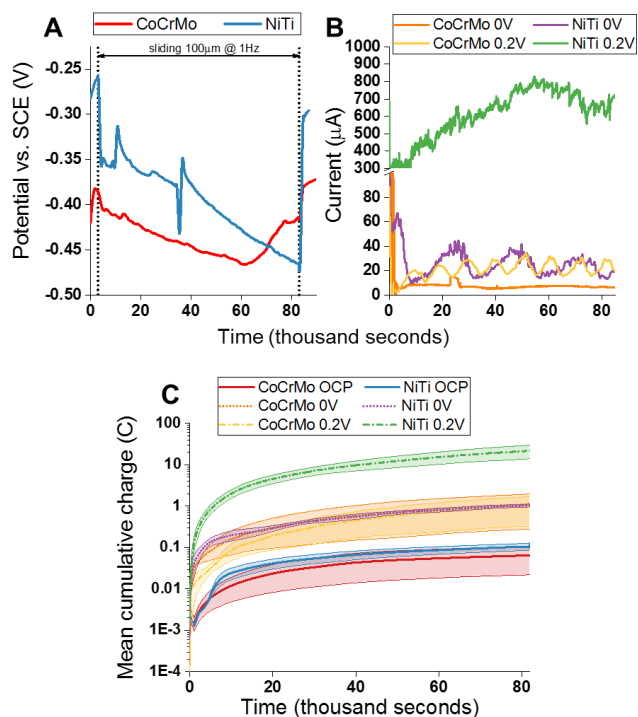 A
CoCrMo NiTi
sliding 100μm @ 1Hz
-0.25
-0.30
-0.35
-0.40
-0.45
-0.50
Potential vs. SCE (V)
0 20 40 60 80
Time (thousand seconds)
B
CoCrMo 0V NiTi 0V
CoCrMo 0.2V NiTi 0.2V
1000
900
800
700
600
500
400
300
80
60
40
20
0
Current (μA)
0 20 40 60 80
Time (thousand seconds)
C
CoCrMo OCP NiTi OCP
CoCrMo 0V NiTi 0V
CoCrMo 0.2V NiTi 0.2V
100
10
1
0.1
0.01
1E-3
1E-4
Mean cumulative charge (C)
0 20 40 60 80
Time (thousand seconds)